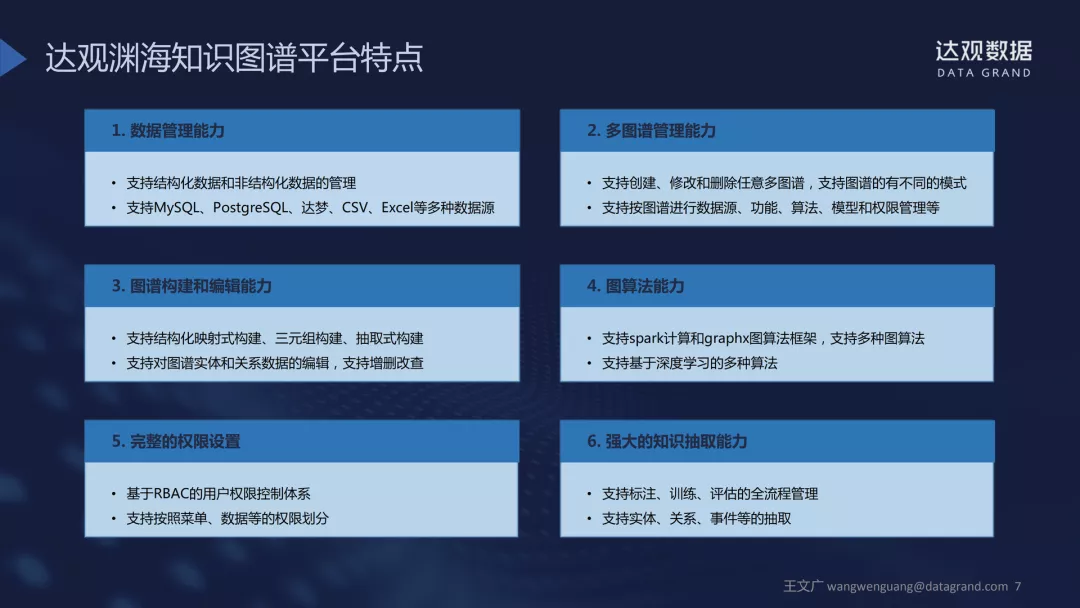 达观渊海知识图谱平台特点
达观数据
DATA GRAND
1. 数据管理能力
• 支持结构化数据和非结构化数据的管理
• 支持MySQL、PostgreSQL、达梦、CSV、Excel等多种数据源
2. 多图谱管理能力
• 支持创建、修改和删除任意多图谱，支持图谱的有不同的模式
• 支持按图谱进行数据源、功能、算法、模型和权限管理等
3. 图谱构建和编辑能力
• 支持结构化映射式构建、三元组构建、抽取式构建
• 支持对图谱实体和关系数据的编辑，支持增删改查
4. 图算法能力
• 支持spark计算和graphx图算法框架，支持多种图算法
• 支持基于深度学习的多种算法
5. 完整的权限设置
• 基于RBAC的用户权限控制体系
• 支持按照菜单、数据等的权限划分
6. 强大的知识抽取能力
• 支持标注、训练、评估的全流程管理
• 支持实体、关系、事件等的抽取
王文广 wangwenguang@datagrand.com 7